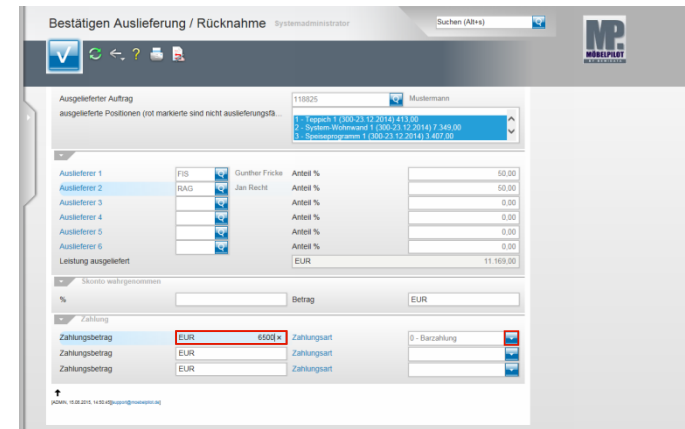 Bestätigen Auslieferung / Rücknahme Systemadministrator Suchen (Alt+s)
MP
MÖBELPILOT
Ausgelieferter Auftrag 118825 Mustermann
ausgelieferte Positionen (rot markierte sind nicht auslieferungsfä...
1 - Teppich 1 (300-23.12.2014) 413,00
2 - System-Wohnwand 1 (300-23.12.2014) 7.349,00
3 - Speiseprogramm 1 (300-23.12.2014) 3.407,00
Auslieferer 1 FIS Gunther Fricke Anteil % 50,00
Auslieferer 2 RAG Jan Recht Anteil % 50,00
Auslieferer 3 Anteil % 0,00
Auslieferer 4 Anteil % 0,00
Auslieferer 5 Anteil % 0,00
Auslieferer 6 Anteil % 0,00
Leistung ausgeliefert EUR 11.169,00
Skonto wahrgenommen
% Betrag EUR
Zahlung
Zahlungsbetrag EUR 6500 × Zahlungsart 0 - Barzahlung
Zahlungsbetrag EUR Zahlungsart
Zahlungsbetrag EUR Zahlungsart